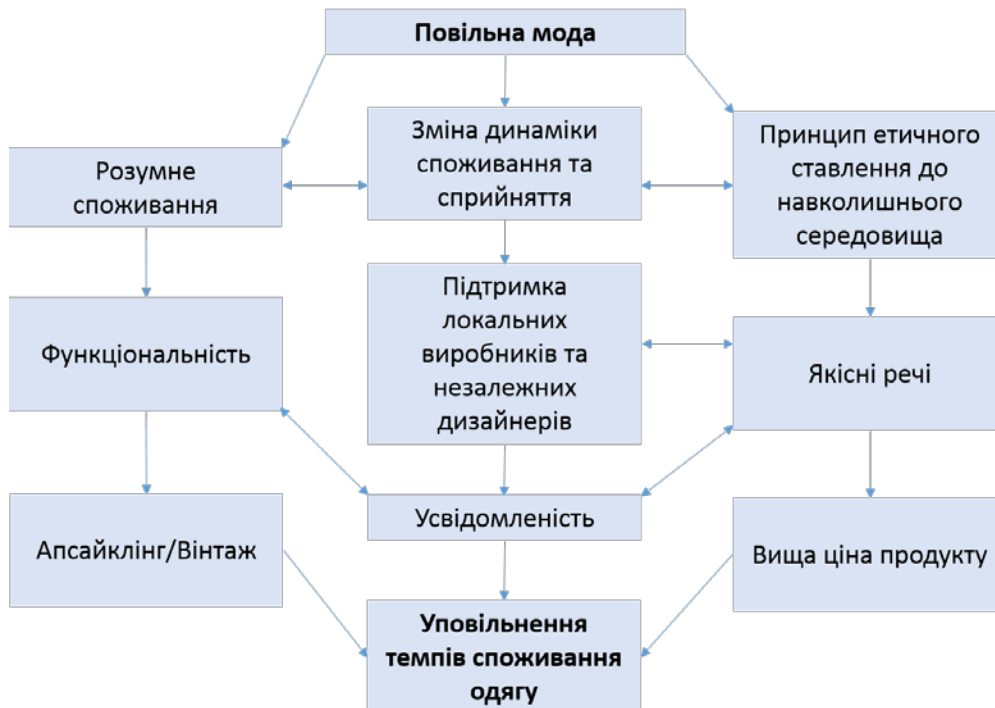 Повільна мода
Розумне
споживання
Зміна динаміки
споживання та
сприйняття
Принцип етичного
ставлення до
навколишнього
середовища
Функціональність
Підтримка
локальних
виробників та
незалежних
дизайнерів
Якісні речі
Апсайклінг/Вінтаж
Усвідомленість
Вища ціна продукту
Уповільнення
темпів споживання
одягу